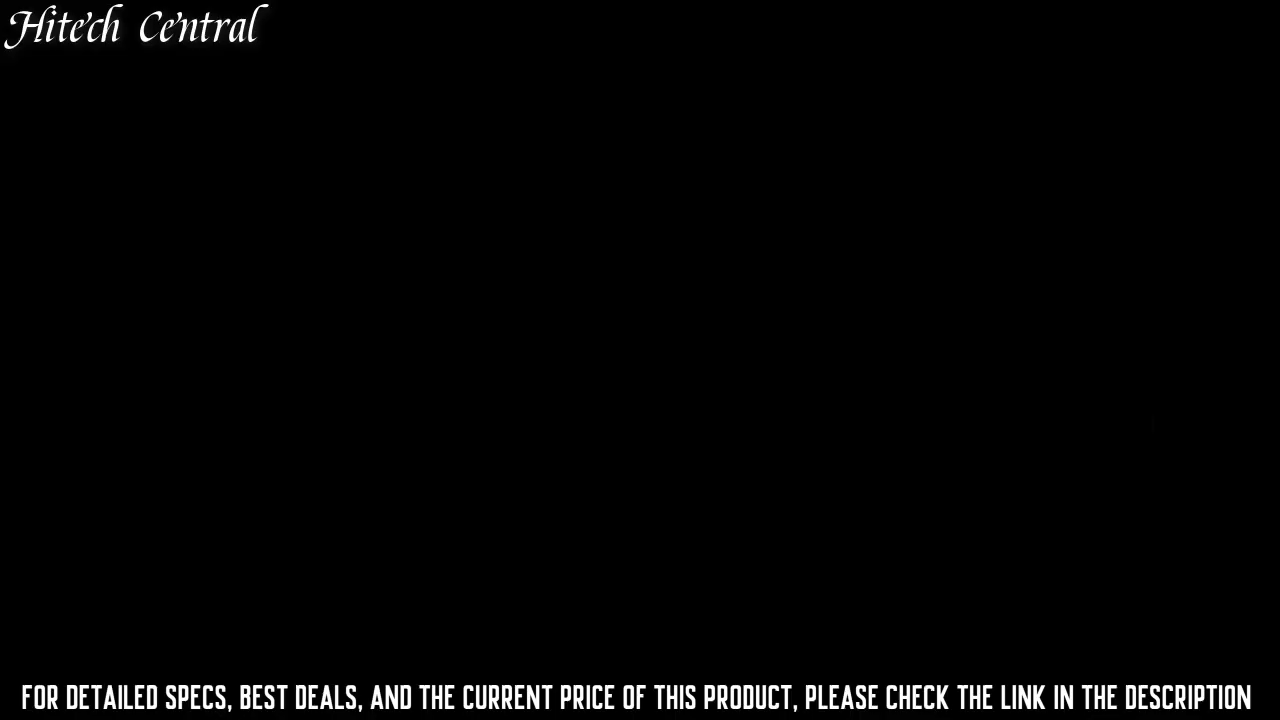 Hitech Central
FOR DETAILED SPECS, BEST DEALS, AND THE CURRENT PRICE OF THIS PRODUCT, PLEASE CHECK THE LINK IN THE DESCRIPTION